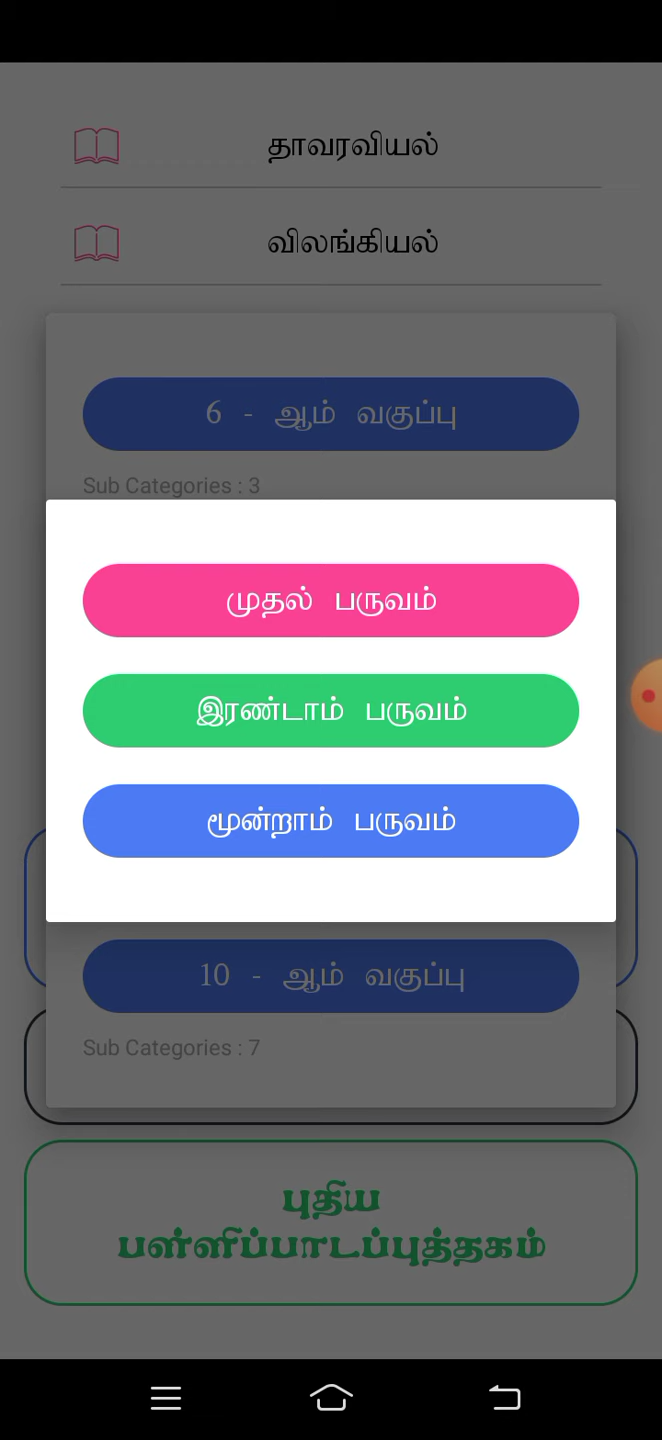 தாவரவியல்
விலங்கியல்
6 - ஆம் வகுப்பு
Sub Categories : 3
முதல் பருவம்
இரண்டாம் பருவம்
மூன்றாம் பருவம்
10 - ஆம் வகுப்பு
Sub Categories : 7
புதிய
பள்ளிப்பாடப்புத்தகம்